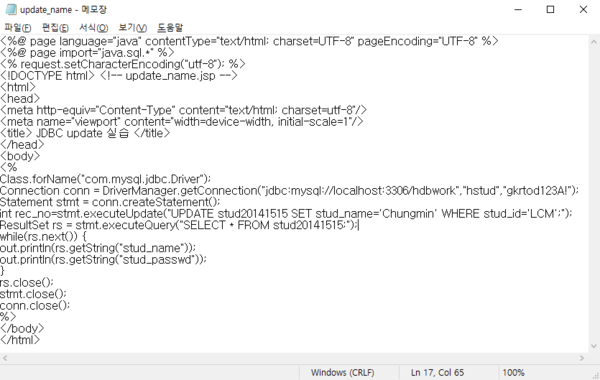 update_name - 메모장
파일(F) 편집(E) 서식(O) 보기(V) 도움말
<%@ page language="java" contentType="text/html; charset=UTF-8" pageEncoding="UTF-8" %>
<%@ page import="java.sql.*" %>
<% request.setCharacterEncoding("utf-8"); %>
<!DOCTYPE html> <!-- update_name.jsp -->
<html>
<head>
<meta http-equiv="Content-Type" content="text/html; charset=utf-8"/>
<meta name="viewport" content="width=device-width, initial-scale=1"/>
<title> JDBC update 실습 </title>
</head>
<body>
<%
Class.forName("com.mysql.jdbc.Driver");
Connection conn = DriverManager.getConnection("jdbc:mysql://localhost:3306/hdbwork","hstud","gkrtod123A!");
Statement stmt = conn.createStatement();
int rec_no=stmt.executeUpdate("UPDATE stud20141515 SET stud_name='Chungmin' WHERE stud_id='LCM';");
ResultSet rs = stmt.executeQuery("SELECT * FROM stud20141515;");
while(rs.next()) {
out.println(rs.getString("stud_name"));
out.println(rs.getString("stud_passwd"));
}
rs.close();
stmt.close();
conn.close();
%>
</body>
</html>
Windows (CRLF) Ln 17, Col 65 100%